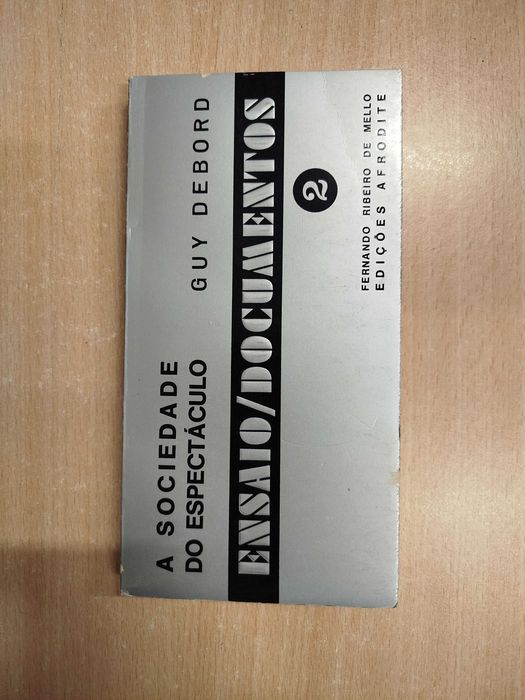 A SOCIEDADE
DO ESPECTÁCULO
GUY DEBORD
ENSAIO/DOCUMENTOS
2
FERNANDO RIBEIRO DE MELLO
EDIÇÕES AFRODITE